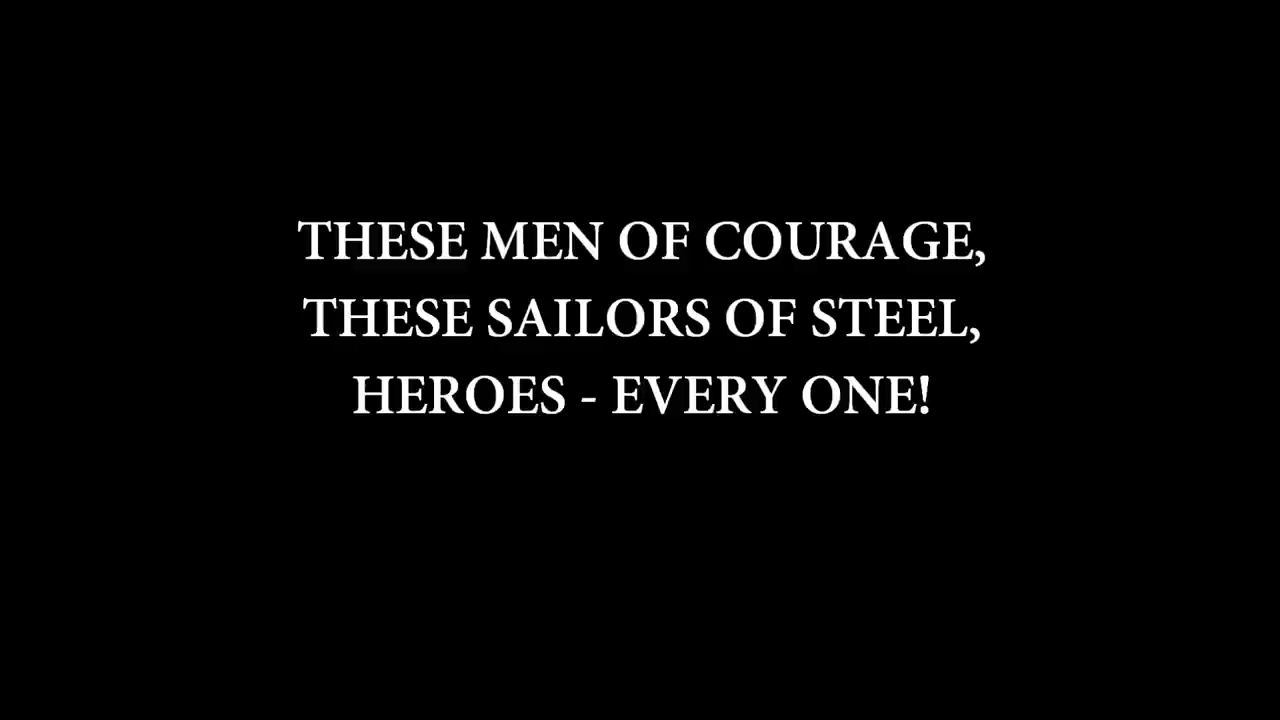 THESE MEN OF COURAGE,
THESE SAILORS OF STEEL,
HEROES - EVERY ONE!